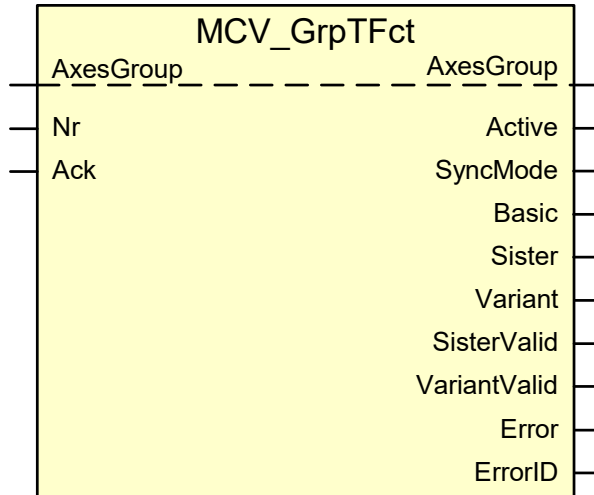 MCV_GrpTFct
AxesGroup AxesGroup
Nr Active
Ack SyncMode
Basic
Sister
Variant
SisterValid
VariantValid
Error
ErrorID